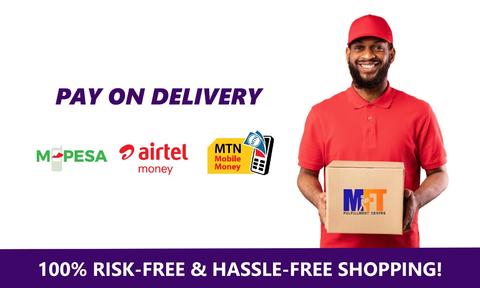 PAY ON DELIVERY
M-PESA
airtel
money
MTN
Mobile
Money
MFT
FULFILLMENT CENTRE
100% RISK-FREE & HASSLE-FREE SHOPPING!